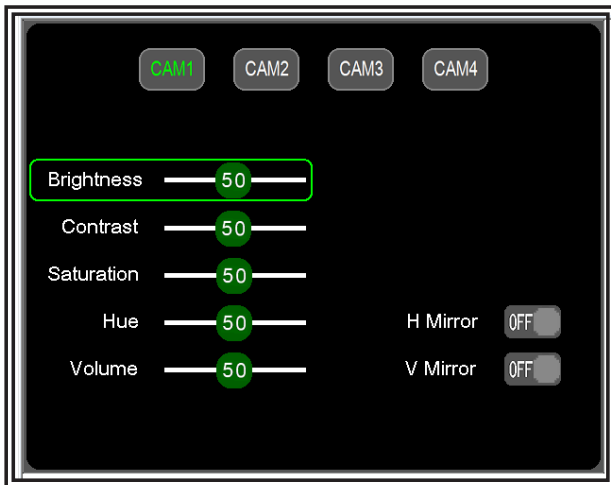 CAM1 CAM2 CAM3 CAM4
Brightness 50
Contrast 50
Saturation 50
Hue 50 H Mirror OFF
Volume 50 V Mirror OFF